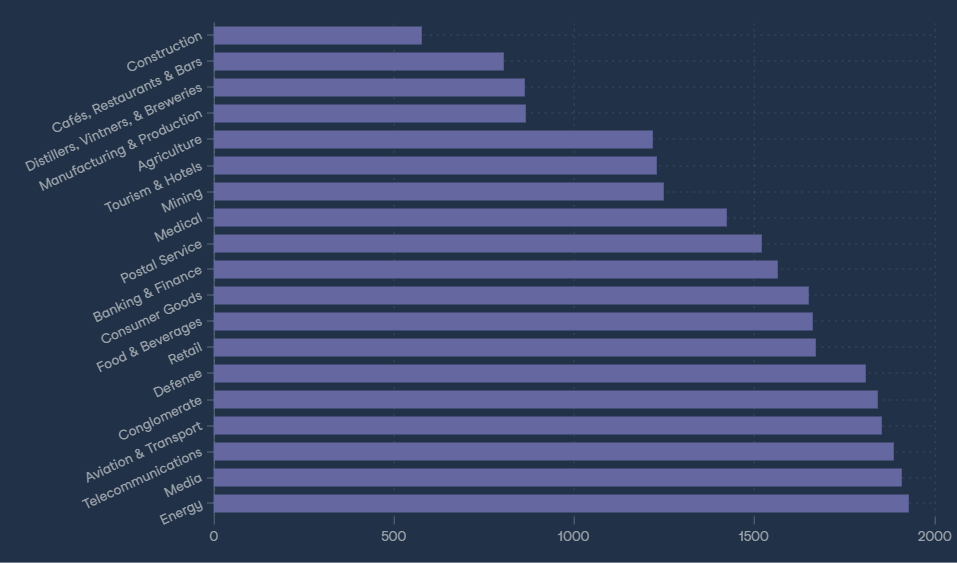 Construction
Cafés, Restaurants & Bars
Distillers, Vintners, & Breweries
Manufacturing & Production
Agriculture
Tourism & Hotels
Mining
Medical
Postal Service
Banking & Finance
Consumer Goods
Food & Beverages
Retail
Defense
Conglomerate
Aviation & Transport
Telecommunications
Media
Energy
0 500 1000 1500 2000